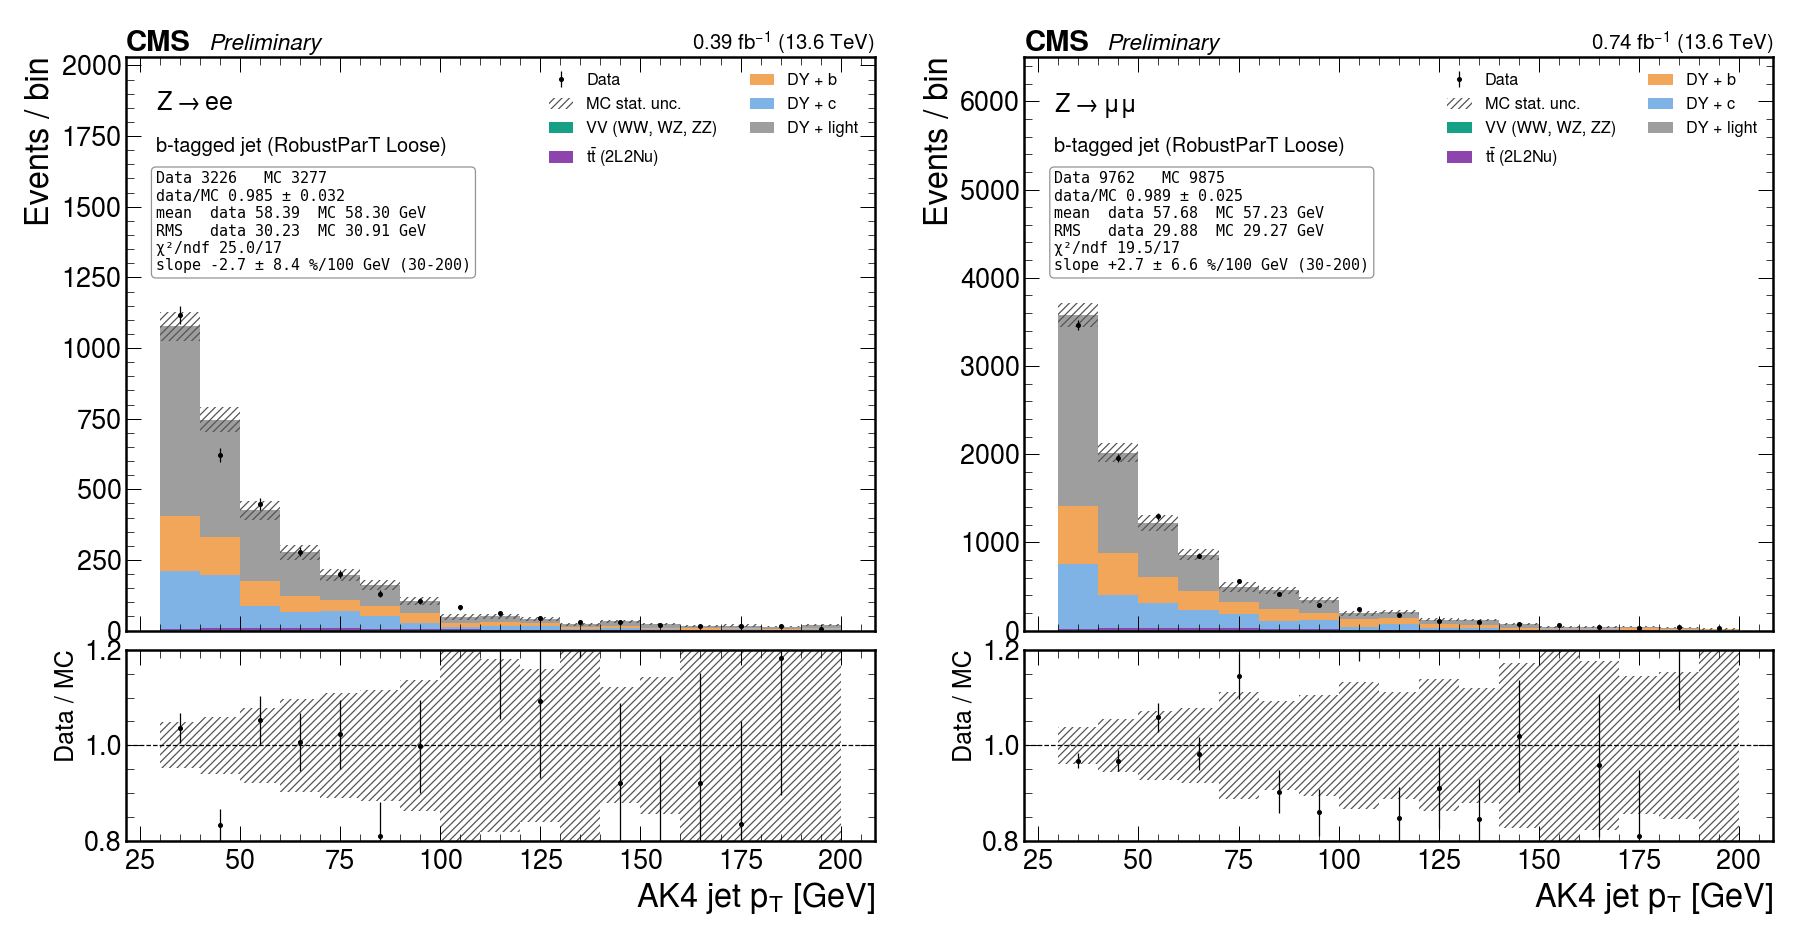 CMS Preliminary 0.39 fb⁻¹ (13.6 TeV)
Events / bin
2000
1750
1500
1250
1000
750
500
250
0
Z→ee
b-tagged jet (RobustParT Loose)
Data 3226   MC 3277
data/MC 0.985 ± 0.032
mean  data 58.39  MC 58.30 GeV
RMS   data 30.23  MC 30.91 GeV
χ²/ndf 25.0/17
slope -2.7 ± 8.4 %/100 GeV (30-200)
Data
MC stat. unc.
VV (WW, WZ, ZZ)
tt̄ (2L2Nu)
DY + b
DY + c
DY + light
Data / MC
1.2
1.0
0.8
25 50 75 100 125 150 175 200
AK4 jet p_T [GeV]
CMS Preliminary 0.74 fb⁻¹ (13.6 TeV)
Events / bin
6000
5000
4000
3000
2000
1000
0
Z→μμ
b-tagged jet (RobustParT Loose)
Data 9762   MC 9875
data/MC 0.989 ± 0.025
mean  data 57.68  MC 57.23 GeV
RMS   data 29.88  MC 29.27 GeV
χ²/ndf 19.5/17
slope +2.7 ± 6.6 %/100 GeV (30-200)
Data
MC stat. unc.
VV (WW, WZ, ZZ)
tt̄ (2L2Nu)
DY + b
DY + c
DY + light
Data / MC
1.2
1.0
0.8
25 50 75 100 125 150 175 200
AK4 jet p_T [GeV]